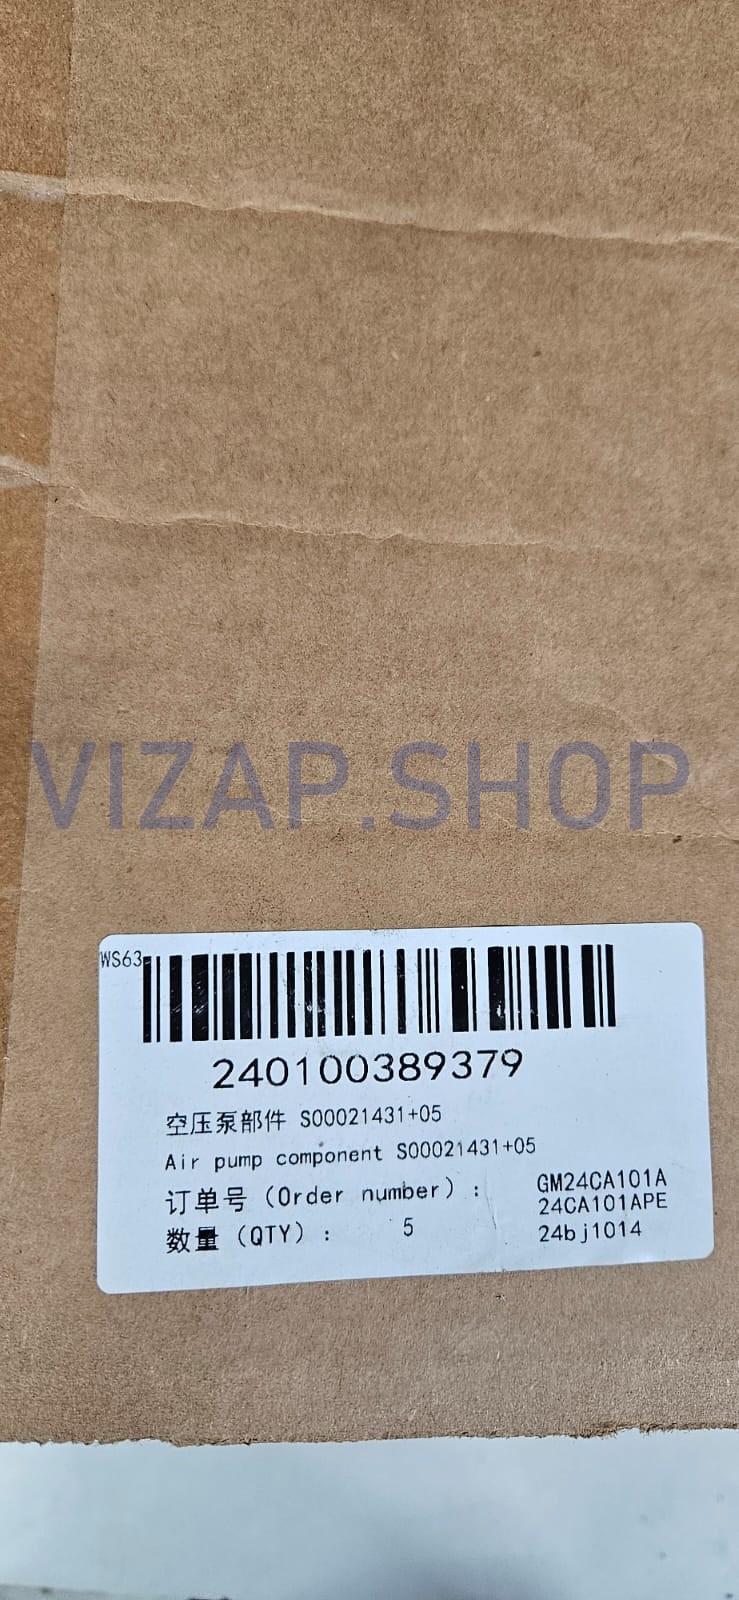 VIZAP.SHOP
WS63
240100389379
空压泵部件 S00021431+05
Air pump component S00021431+05
订单号（Order number）： GM24CA101A
24CA101APE
数量（QTY）： 5 24bj1014